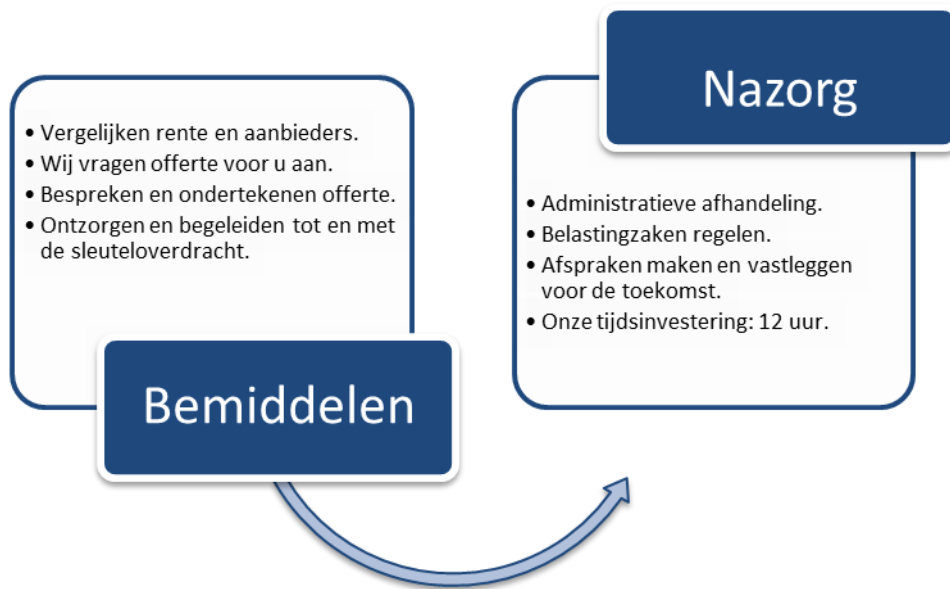 • Vergelijken rente en aanbieders.
• Wij vragen offerte voor u aan.
• Bespreken en ondertekenen offerte.
• Ontzorgen en begeleiden tot en met
de sleuteloverdracht.
Bemiddelen
Nazorg
• Administratieve afhandeling.
• Belastingzaken regelen.
• Afspraken maken en vastleggen
voor de toekomst.
• Onze tijdsinvestering: 12 uur.